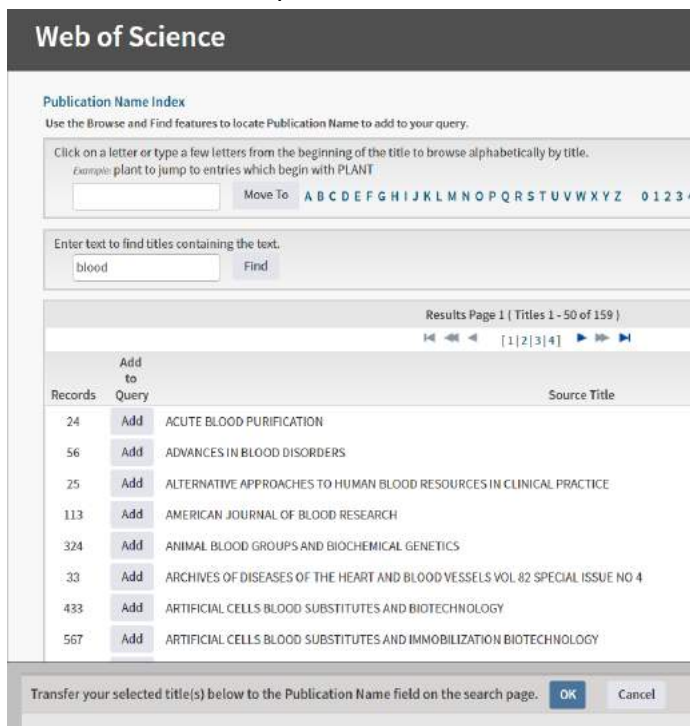 Web of Science
Publication Name Index
Use the Browse and Find features to locate Publication Name to add to your query.
Click on a letter or type a few letters from the beginning of the title to browse alphabetically by title.
Example: plant to jump to entries which begin with PLANT
Move To A B C D E F G H I J K L M N O P Q R S T U V W X Y Z 0 1 2 3 4
Enter text to find titles containing the text.
blood Find
Results Page 1 ( Titles 1 - 50 of 159 )
[1|2|3|4]
Records Add to Query Source Title
24 Add ACUTE BLOOD PURIFICATION
56 Add ADVANCES IN BLOOD DISORDERS
25 Add ALTERNATIVE APPROACHES TO HUMAN BLOOD RESOURCES IN CLINICAL PRACTICE
113 Add AMERICAN JOURNAL OF BLOOD RESEARCH
324 Add ANIMAL BLOOD GROUPS AND BIOCHEMICAL GENETICS
33 Add ARCHIVES OF DISEASES OF THE HEART AND BLOOD VESSELS VOL 82 SPECIAL ISSUE NO 4
433 Add ARTIFICIAL CELLS BLOOD SUBSTITUTES AND BIOTECHNOLOGY
567 Add ARTIFICIAL CELLS BLOOD SUBSTITUTES AND IMMOBILIZATION BIOTECHNOLOGY
Transfer your selected title(s) below to the Publication Name field on the search page. OK Cancel